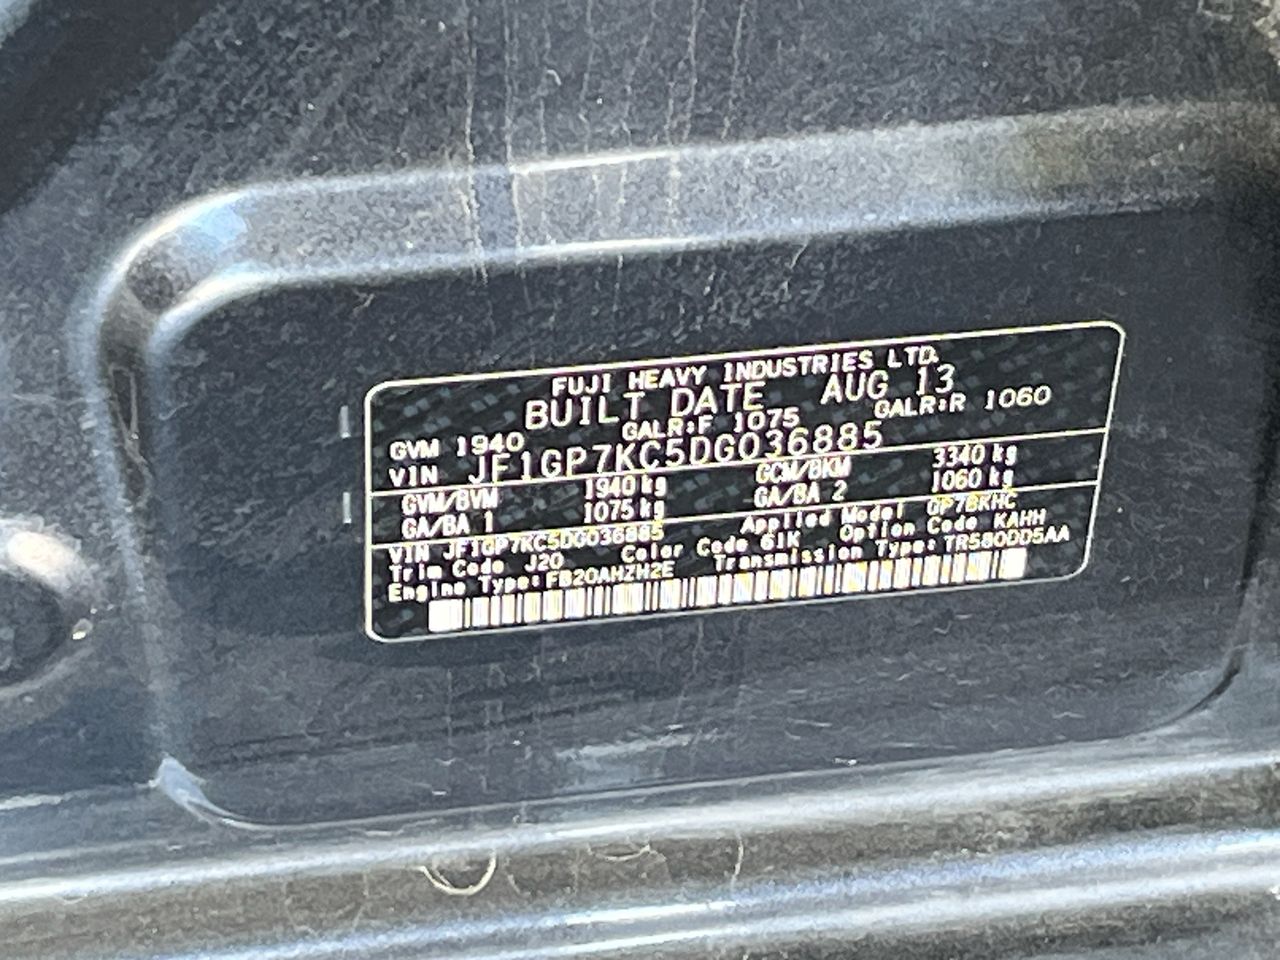 FUJI HEAVY INDUSTRIES LTD.
BUILT DATE AUG 13
GVM 1940 GALR:F 1075 GALR:R 1060
VIN JF1GP7KC5DG036885
GVM/BVM 1940 kg GCM/BKM 3340 kg
GA/BA 1 1075 kg GA/BA 2 1060 kg
VIN JF1GP7KC5DG036885 Applied Model GP7BKHC
Trim Code J20 Color Code 61K Option Code KAHH
Engine Type:FB20AHZH2E Transmission Type:TR580DD5AA